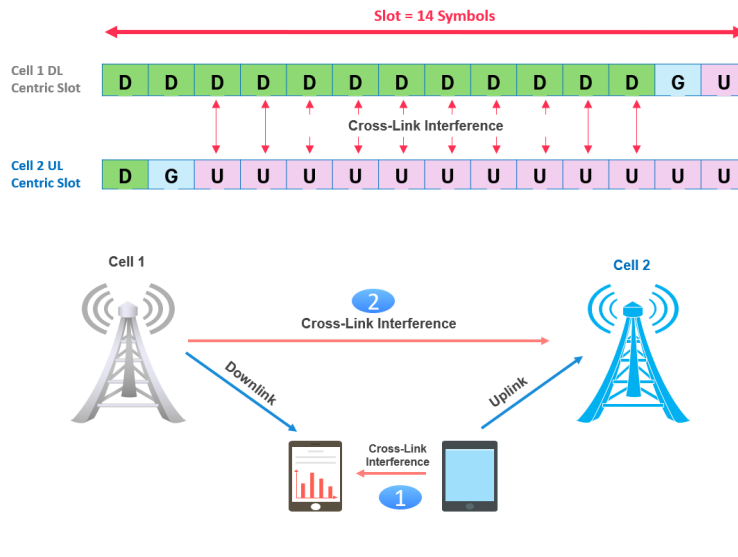 Slot = 14 Symbols
Cell 1 DL
Centric Slot
D D D D D D D D D D D D G U
Cross-Link Interference
Cell 2 UL
Centric Slot
D G U U U U U U U U U U U U
Cell 1
Cell 2
2
Cross-Link Interference
Downlink
Uplink
Cross-Link
Interference
1